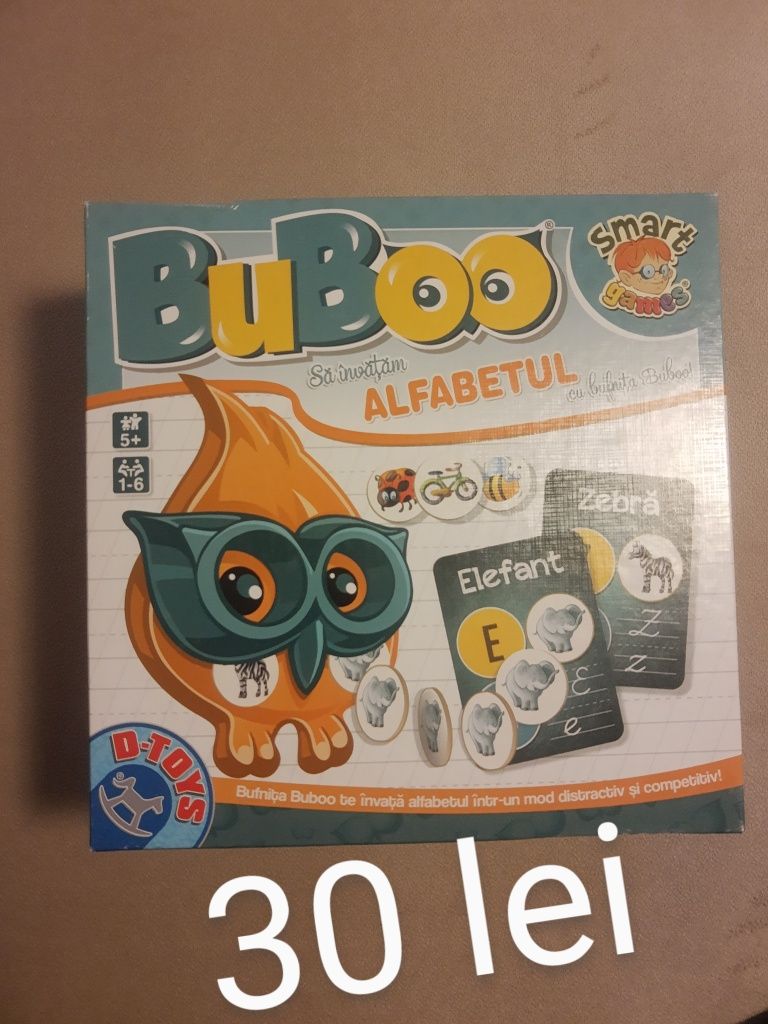 BuBoo®
Smart
games®
Să învățăm
ALFABETUL
cu bufnița Buboo!
5+
1-6
Zebră
Elefant
E
Z
E
z
e
D-TOYS
®
Bufnița Buboo te învață alfabetul într-un mod distractiv și competitiv!
30 lei